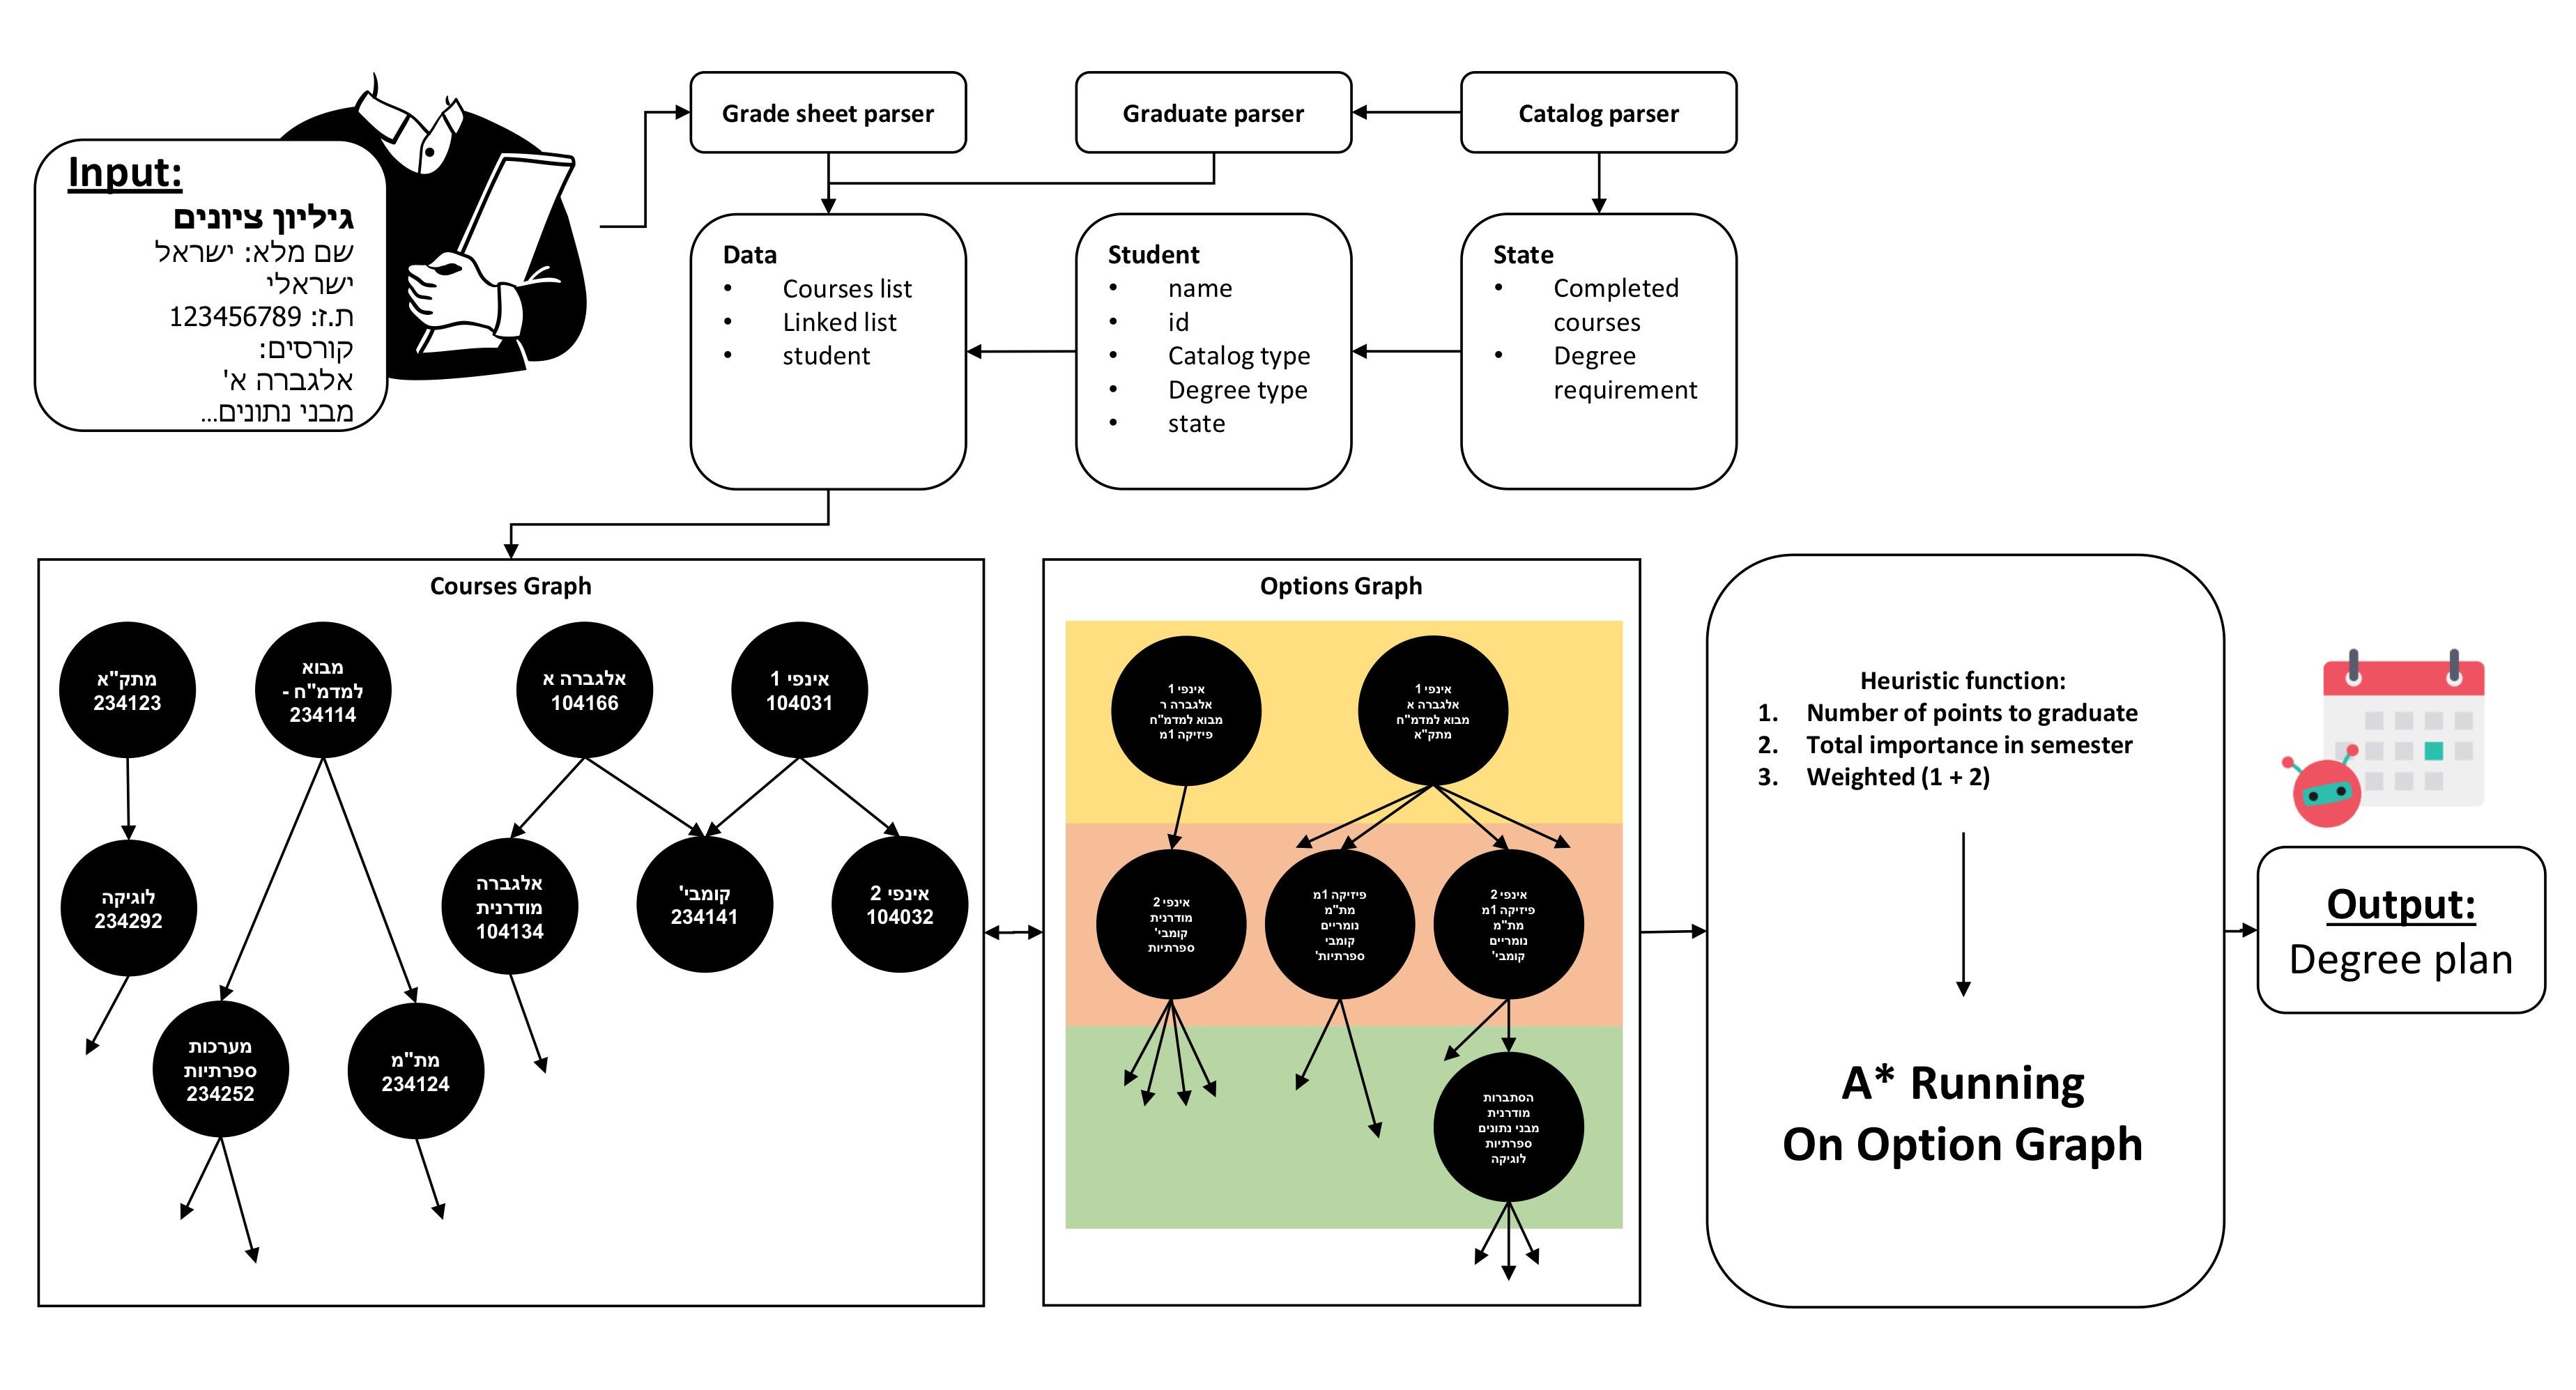 Input:
גיליון ציונים
שם מלא: ישראל
ישראלי
ת.ז: 123456789
קורסים:
אלגברה א'
מבני נתונים...
Grade sheet parser
Graduate parser
Catalog parser
Data
• Courses list
• Linked list
• student
Student
• name
• id
• Catalog type
• Degree type
• state
State
• Completed
courses
• Degree
requirement
Courses Graph
מתק"א
234123
מבוא
למדמ"ח -
234114
אלגברה א
104166
אינפי 1
104031
לוגיקה
234292
אלגברה
מודרנית
104134
קומבי'
234141
אינפי 2
104032
מערכות
ספרתיות
234252
מת"מ
234124
Options Graph
אינפי 1
אלגברה ר
מבוא למדמ"ח
פיזיקה 1מ
אינפי 1
אלגברה א
מבוא למדמ"ח
מתק"א
אינפי 2
מודרנית
קומבי'
ספרתיות
פיזיקה 1מ
מת"מ
נומריים
קומבי
ספרתיות'
אינפי 2
פיזיקה 1מ
מת"מ
נומריים
קומבי'
הסתברות
מודרנית
מבני נתונים
ספרתיות
לוגיקה
Heuristic function:
1. Number of points to graduate
2. Total importance in semester
3. Weighted (1 + 2)
A* Running
On Option Graph
Output:
Degree plan